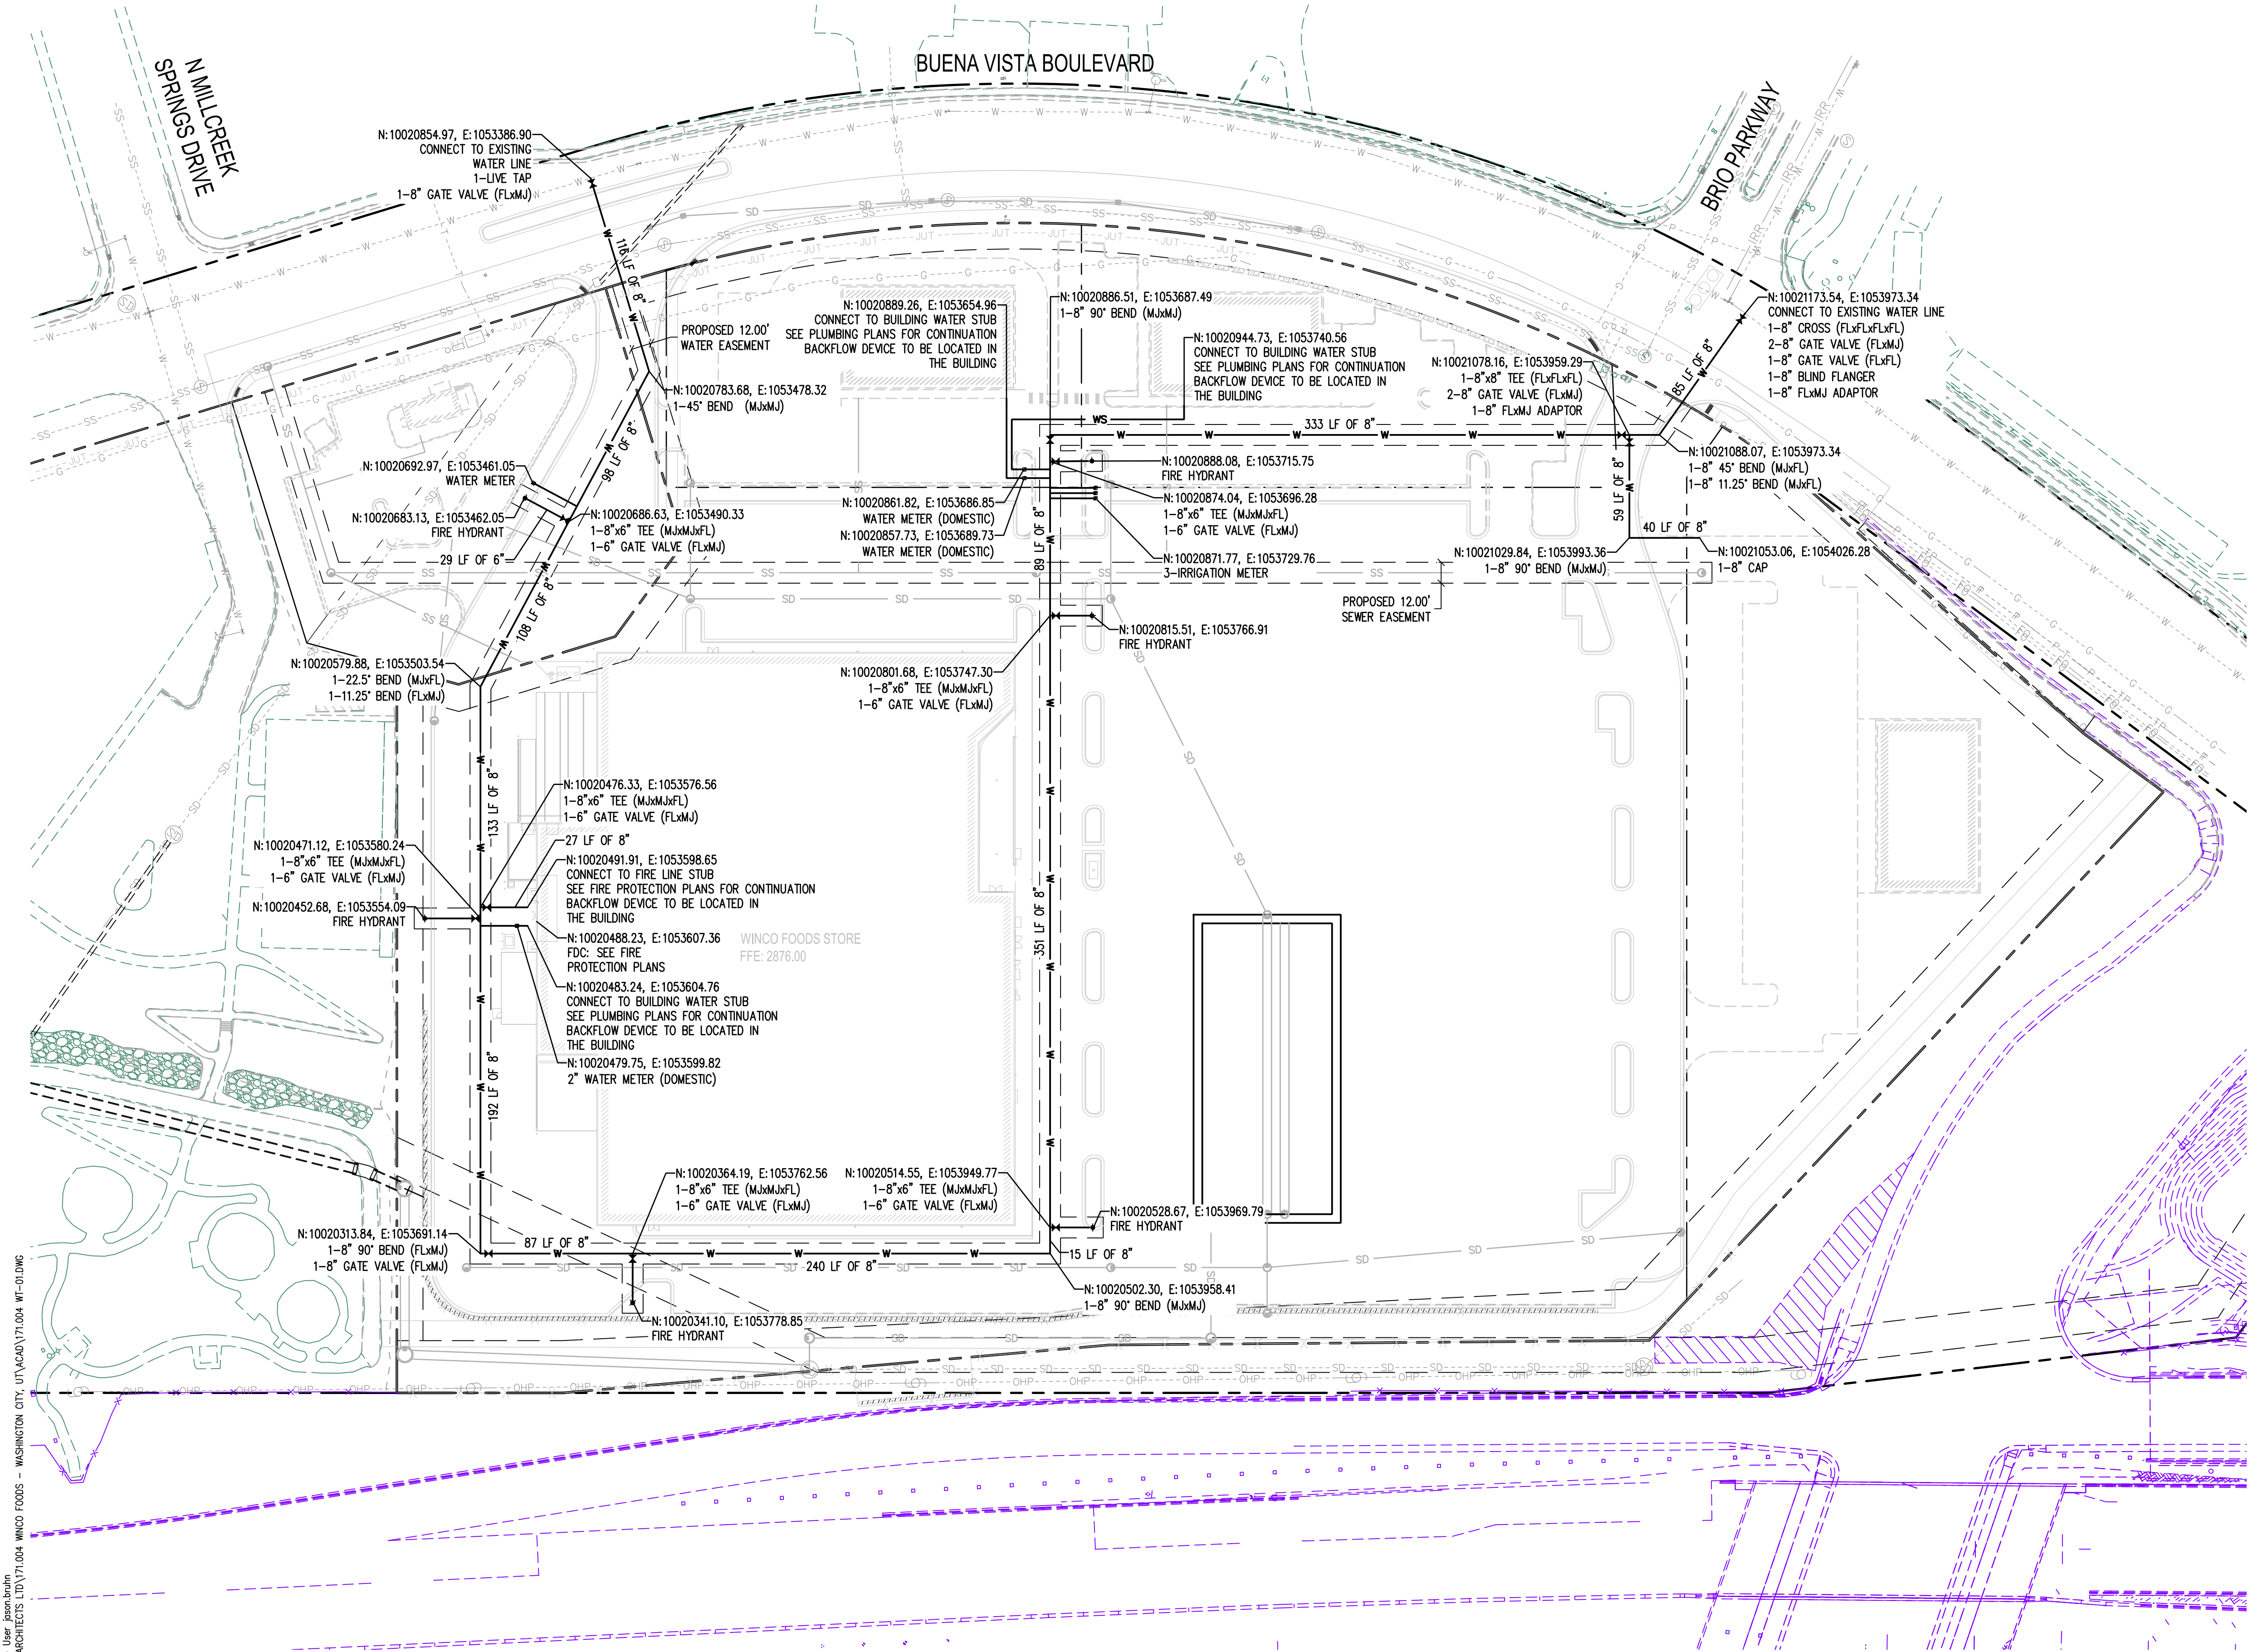 BUENA VISTA BOULEVARD
N MILLCREEK
SPRINGS DRIVE
BRIO PARKWAY
N:10020854.97, E:1053386.90
CONNECT TO EXISTING
WATER LINE
1-LIVE TAP
1-8" GATE VALVE (FLxMJ)
116 LF OF 8"
PROPOSED 12.00'
WATER EASEMENT
N:10020889.26, E:1053654.96
CONNECT TO BUILDING WATER STUB
SEE PLUMBING PLANS FOR CONTINUATION
BACKFLOW DEVICE TO BE LOCATED IN
THE BUILDING
N:10020886.51, E:1053687.49
1-8" 90° BEND (MJxMJ)
N:10020944.73, E:1053740.56
CONNECT TO BUILDING WATER STUB
SEE PLUMBING PLANS FOR CONTINUATION
BACKFLOW DEVICE TO BE LOCATED IN
THE BUILDING
N:10021078.16, E:1053959.29
1-8"x8" TEE (FLxFLxFL)
2-8" GATE VALVE (FLxMJ)
1-8" FLxMJ ADAPTOR
N:10021173.54, E:1053973.34
CONNECT TO EXISTING WATER LINE
1-8" CROSS (FLxFLxFLxFL)
2-8" GATE VALVE (FLxMJ)
1-8" GATE VALVE (FLxFL)
1-8" BLIND FLANGER
1-8" FLxMJ ADAPTOR
85 LF OF 8"
N:10020783.68, E:1053478.32
1-45° BEND (MJxMJ)
WS
333 LF OF 8"
98 LF OF 8"
N:10020692.97, E:1053461.05
WATER METER
N:10020683.13, E:1053462.05
FIRE HYDRANT
29 LF OF 6"
N:10020686.63, E:1053490.33
1-8"x6" TEE (MJxMJxFL)
1-6" GATE VALVE (FLxMJ)
N:10020861.82, E:1053686.85
WATER METER (DOMESTIC)
N:10020857.73, E:1053689.73
WATER METER (DOMESTIC)
N:10020888.08, E:1053715.75
FIRE HYDRANT
N:10020874.04, E:1053696.28
1-8"x6" TEE (MJxMJxFL)
1-6" GATE VALVE (FLxMJ)
N:10020871.77, E:1053729.76
3-IRRIGATION METER
89 LF OF 8"
N:10021088.07, E:1053973.34
1-8" 45° BEND (MJxFL)
1-8" 11.25° BEND (MJxFL)
59 LF OF 8"
40 LF OF 8"
N:10021029.84, E:1053993.36
1-8" 90° BEND (MJxMJ)
N:10021053.06, E:1054026.28
1-8" CAP
PROPOSED 12.00'
SEWER EASEMENT
108 LF OF 8"
N:10020815.51, E:1053766.91
FIRE HYDRANT
N:10020579.88, E:1053503.54
1-22.5° BEND (MJxFL)
1-11.25° BEND (FLxMJ)
N:10020801.68, E:1053747.30
1-8"x6" TEE (MJxMJxFL)
1-6" GATE VALVE (FLxMJ)
133 LF OF 8"
N:10020476.33, E:1053576.56
1-8"x6" TEE (MJxMJxFL)
1-6" GATE VALVE (FLxMJ)
27 LF OF 8"
N:10020471.12, E:1053580.24
1-8"x6" TEE (MJxMJxFL)
1-6" GATE VALVE (FLxMJ)
N:10020491.91, E:1053598.65
CONNECT TO FIRE LINE STUB
SEE FIRE PROTECTION PLANS FOR CONTINUATION
BACKFLOW DEVICE TO BE LOCATED IN
THE BUILDING
N:10020452.68, E:1053554.09
FIRE HYDRANT
N:10020488.23, E:1053607.36
FDC: SEE FIRE
PROTECTION PLANS
WINCO FOODS STORE
FFE: 2876.00
351 LF OF 8"
N:10020483.24, E:1053604.76
CONNECT TO BUILDING WATER STUB
SEE PLUMBING PLANS FOR CONTINUATION
BACKFLOW DEVICE TO BE LOCATED IN
THE BUILDING
N:10020479.75, E:1053599.82
2" WATER METER (DOMESTIC)
192 LF OF 8"
N:10020364.19, E:1053762.56
1-8"x6" TEE (MJxMJxFL)
1-6" GATE VALVE (FLxMJ)
N:10020514.55, E:1053949.77
1-8"x6" TEE (MJxMJxFL)
1-6" GATE VALVE (FLxMJ)
N:10020528.67, E:1053969.79
FIRE HYDRANT
N:10020313.84, E:1053691.14
1-8" 90° BEND (FLxMJ)
1-8" GATE VALVE (FLxMJ)
87 LF OF 8"
240 LF OF 8"
15 LF OF 8"
N:10020502.30, E:1053958.41
1-8" 90° BEND (MJxMJ)
N:10020341.10, E:1053778.85
FIRE HYDRANT
User jason.bruhn
ARCHITECTS LTD\171.004 WINCO FOODS - WASHINGTON CITY, UT\ACAD\171.004 WT-01.DWG